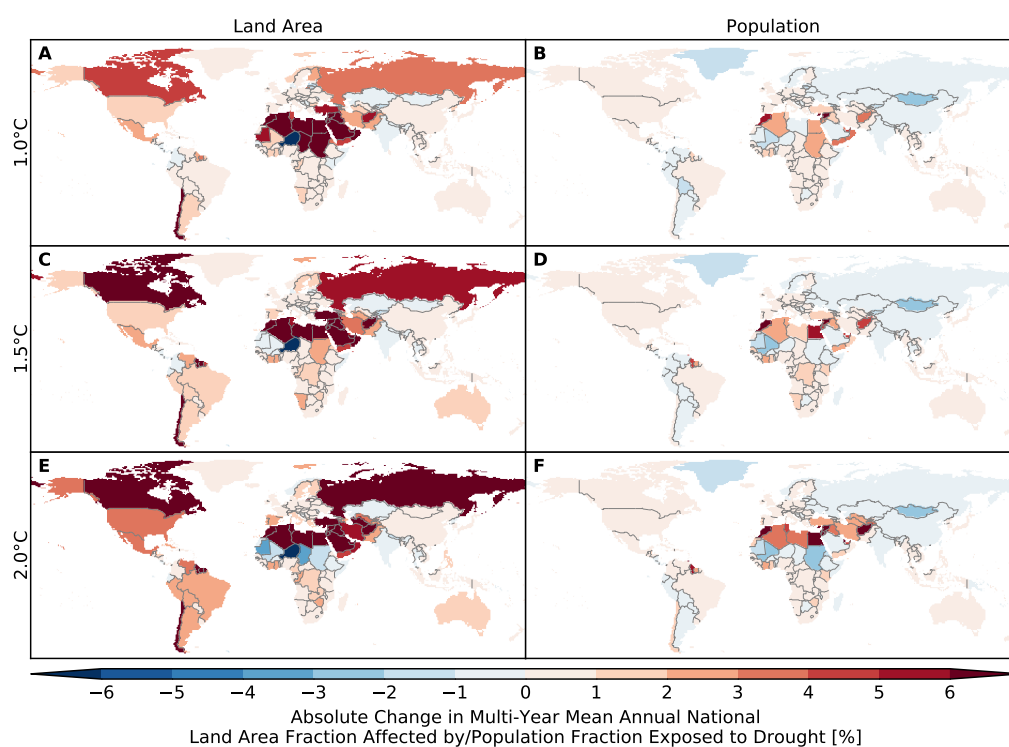 Land Area
Population
A
B
1.0°C
C
D
1.5°C
E
F
2.0°C
−6 −5 −4 −3 −2 −1 0 1 2 3 4 5 6
Absolute Change in Multi-Year Mean Annual National
Land Area Fraction Affected by/Population Fraction Exposed to Drought [%]